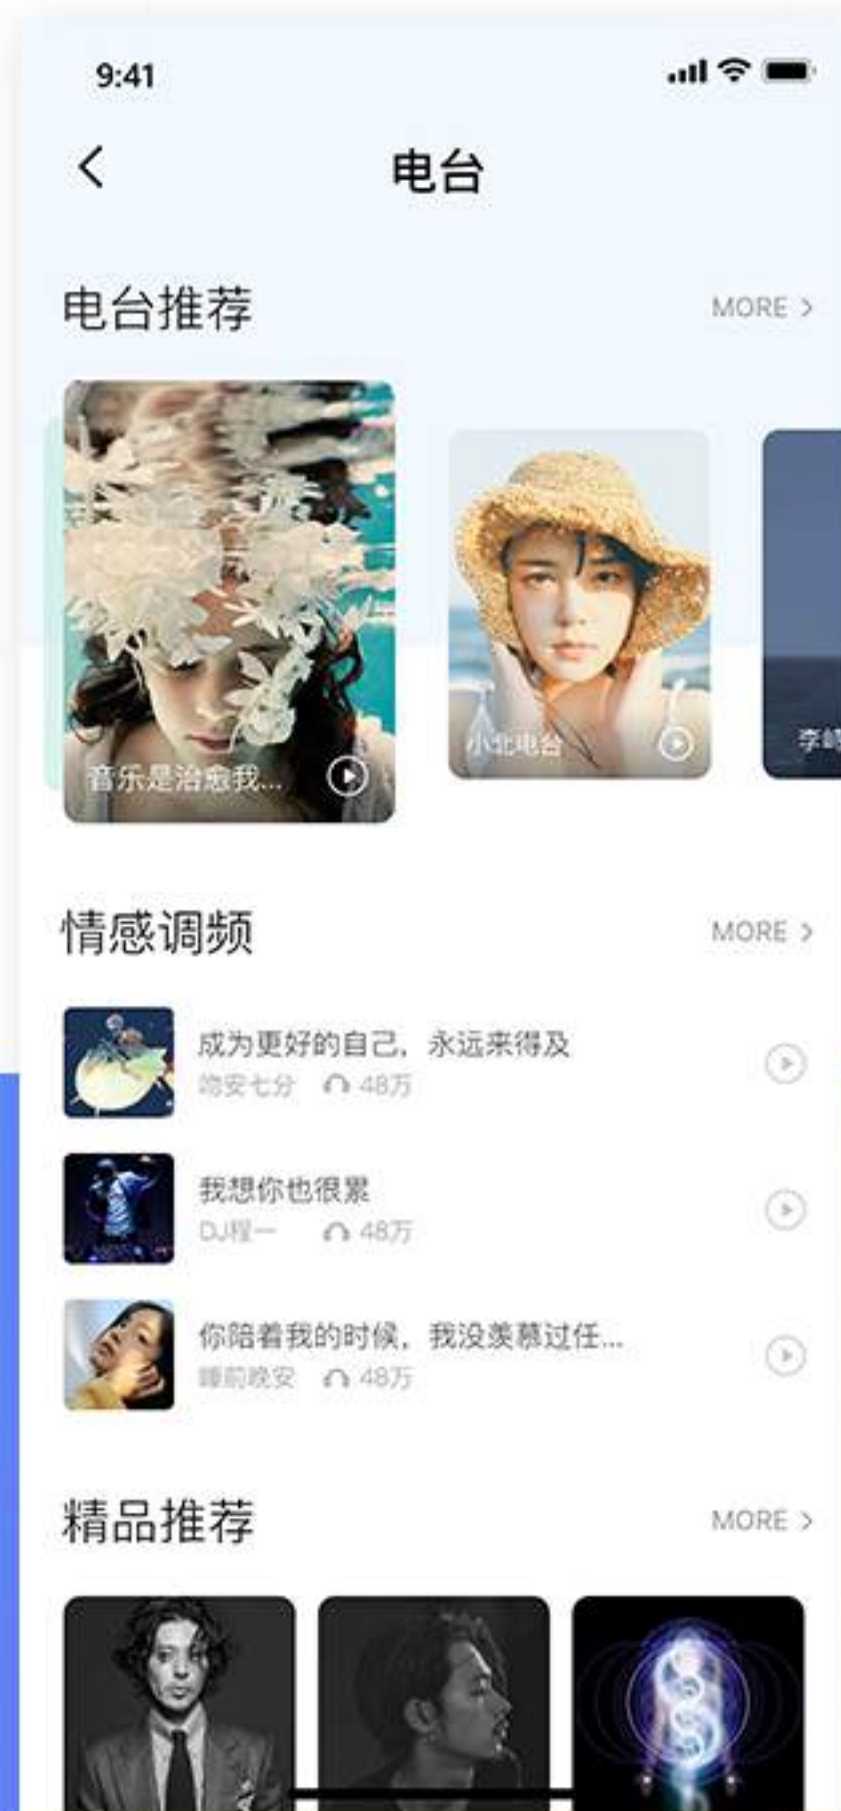 9:41
电台
电台推荐
MORE
音乐是治愈我...
小北电台
李
情感调频
MORE
成为更好的自己，永远来得及
晚安七分 48万
我想你也很累
DJ程一 48万
你陪着我的时候，我没羡慕过任...
睡前晚安 48万
精品推荐
MORE